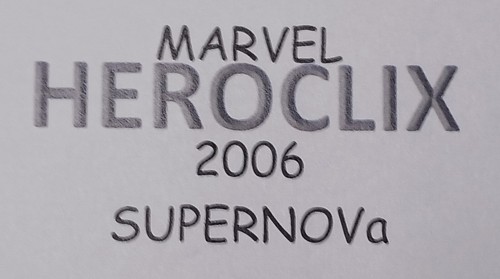 MARVEL
HEROCLIX
2006
SUPERNOVa